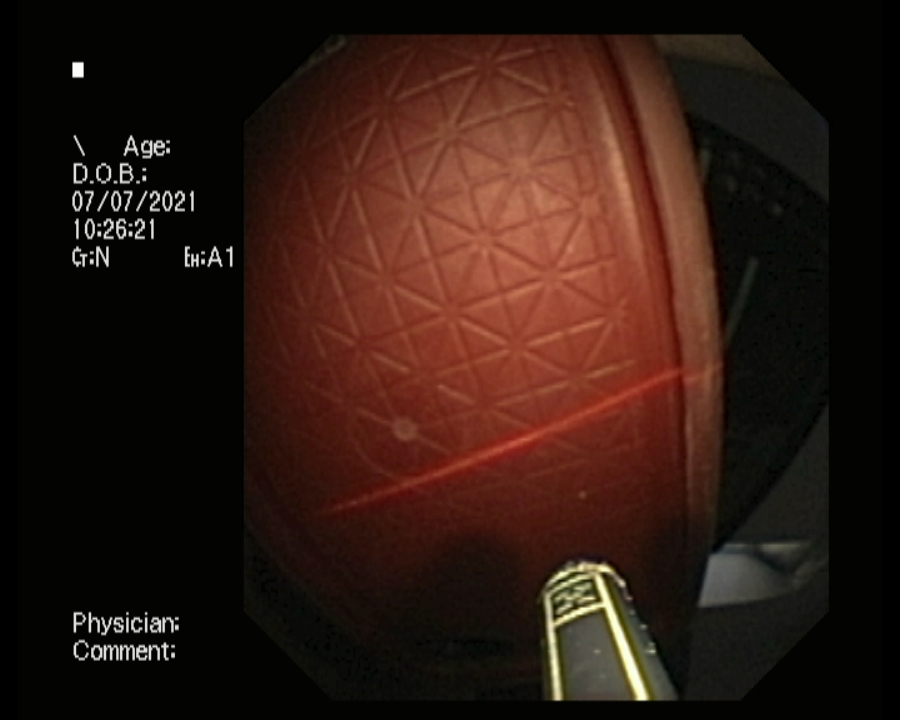 \ Age:
D.O.B.:
07/07/2021
10:26:21
Cr:N Eh:A1
Physician:
Comment: